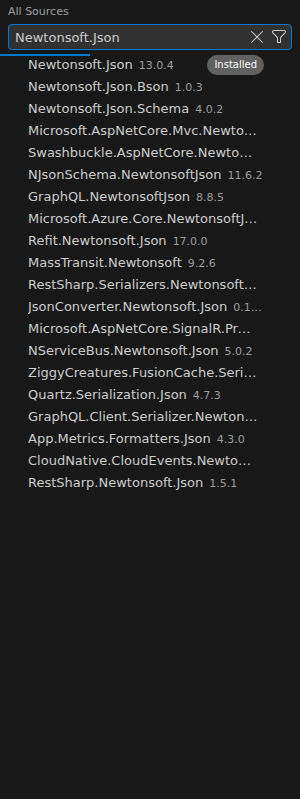 All Sources
Newtonsoft.Json
Newtonsoft.Json 13.0.4 Installed
Newtonsoft.Json.Bson 1.0.3
Newtonsoft.Json.Schema 4.0.2
Microsoft.AspNetCore.Mvc.Newto...
Swashbuckle.AspNetCore.Newto...
NJsonSchema.NewtonsoftJson 11.6.2
GraphQL.NewtonsoftJson 8.8.5
Microsoft.Azure.Core.NewtonsoftJ...
Refit.Newtonsoft.Json 17.0.0
MassTransit.Newtonsoft 9.2.6
RestSharp.Serializers.Newtonsoft...
JsonConverter.Newtonsoft.Json 0.1...
Microsoft.AspNetCore.SignalR.Pr...
NServiceBus.Newtonsoft.Json 5.0.2
ZiggyCreatures.FusionCache.Seri...
Quartz.Serialization.Json 4.7.3
GraphQL.Client.Serializer.Newton...
App.Metrics.Formatters.Json 4.3.0
CloudNative.CloudEvents.Newto...
RestSharp.Newtonsoft.Json 1.5.1